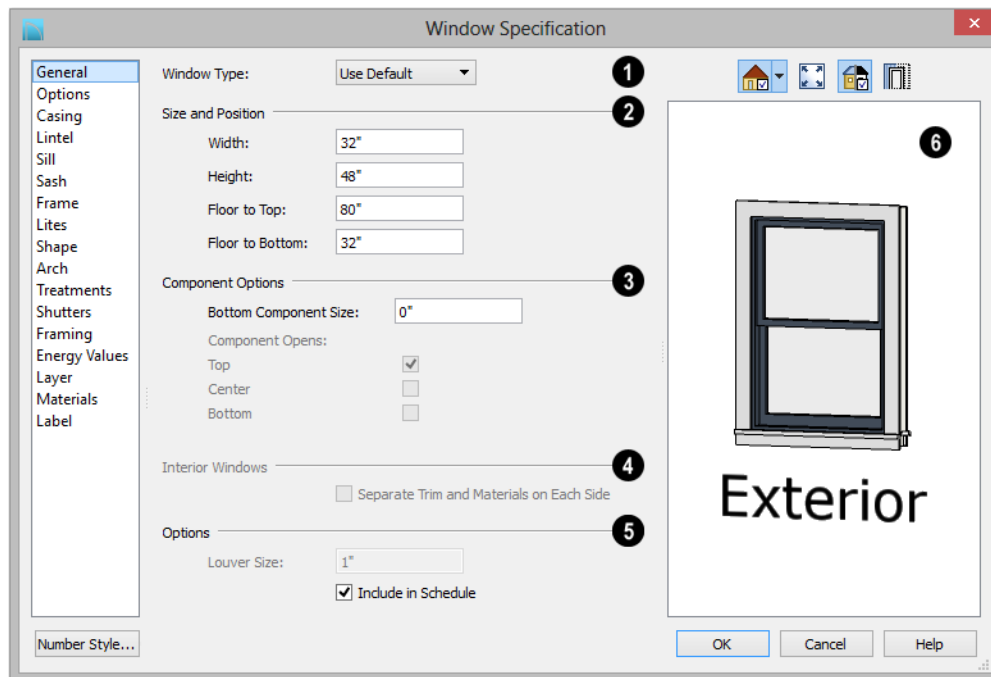 Window Specification
General
Options
Casing
Lintel
Sill
Sash
Frame
Lites
Shape
Arch
Treatments
Shutters
Framing
Energy Values
Layer
Materials
Label
Number Style...
Window Type: Use Default 1
Size and Position 2
Width: 32"
Height: 48"
Floor to Top: 80"
Floor to Bottom: 32"
Component Options 3
Bottom Component Size: 0"
Component Opens:
Top
Center
Bottom
Interior Windows 4
Separate Trim and Materials on Each Side
Options 5
Louver Size: 1"
Include in Schedule
6
Exterior
OK Cancel Help